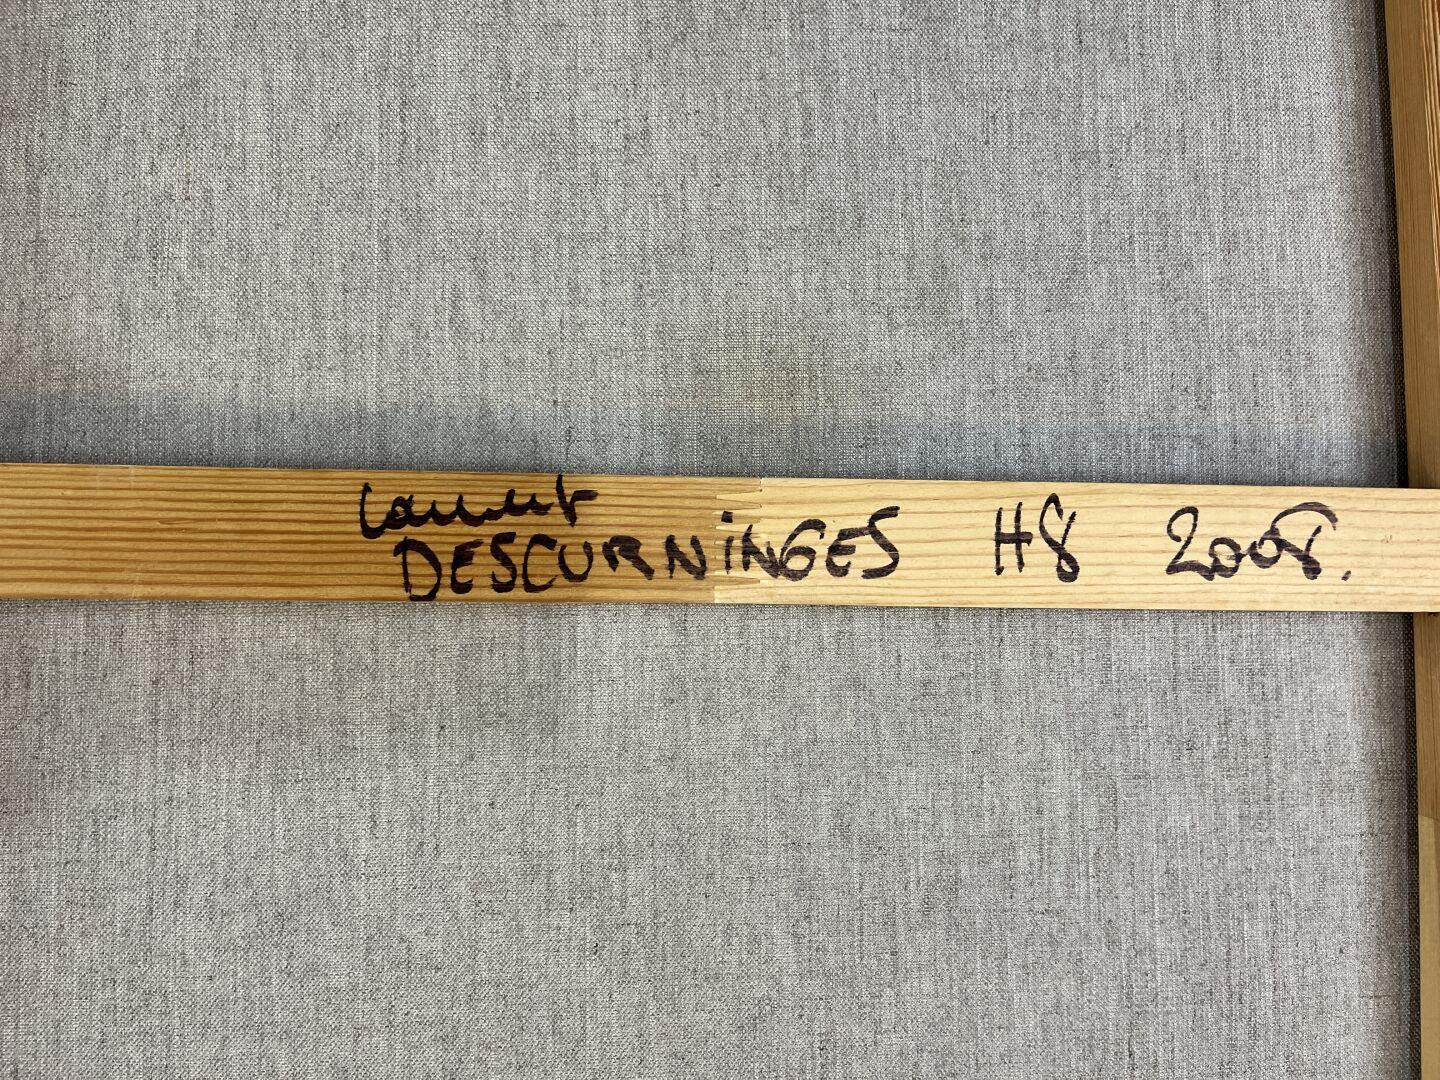 Laurent
DESCURNINGES H8 2008.